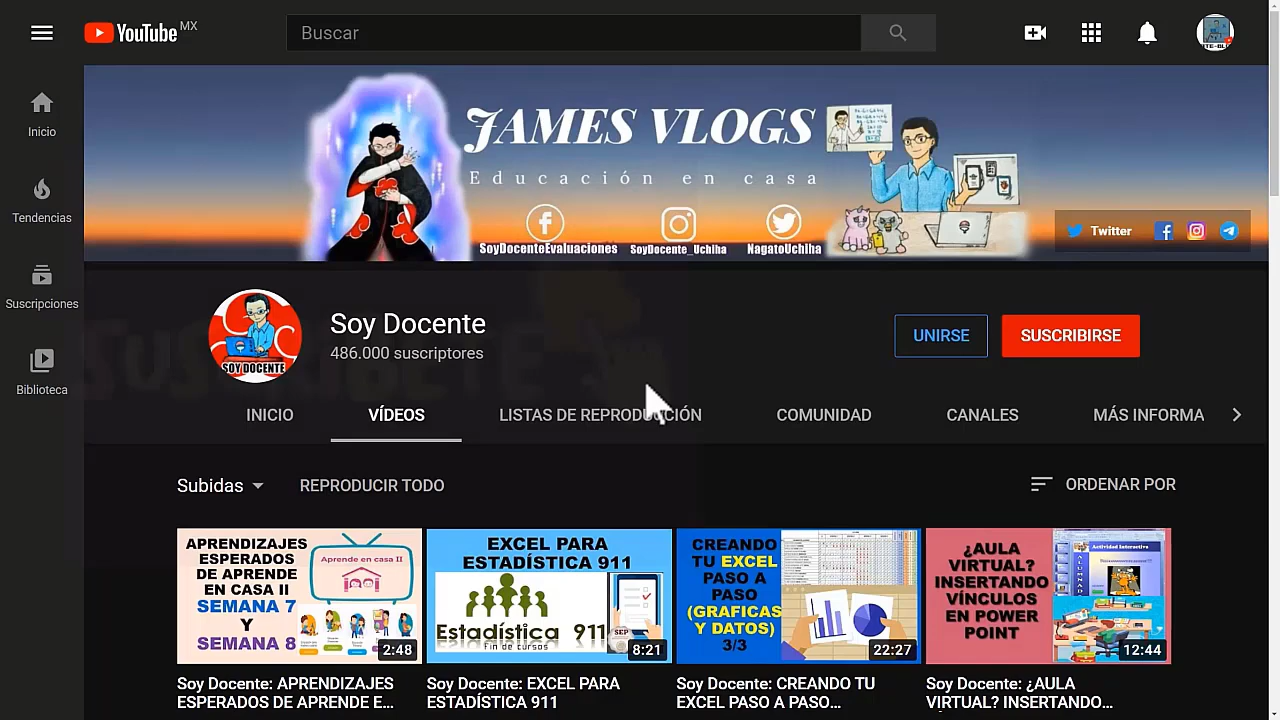 YouTube MX
Buscar
Inicio
Tendencias
Suscripciones
Biblioteca
JAMES VLOGS
Educación en casa
SoyDocenteEvaluaciones
SoyDocente_Uchiha
NagatoUchiha
Twitter
SOY DOCENTE
Soy Docente
486.000 suscriptores
UNIRSE
SUSCRIBIRSE
SUSCRIBETE
INICIO
VÍDEOS
LISTAS DE REPRODUCCIÓN
COMUNIDAD
CANALES
MÁS INFORMA
Subidas
REPRODUCIR TODO
ORDENAR POR
APRENDIZAJES
ESPERADOS
DE APRENDE
EN CASA II
SEMANA 7
Y
SEMANA 8
Aprende en casa II
2:48
EXCEL PARA
ESTADÍSTICA 911
Estadística 911
fin de cursos
SEP
8:21
CREANDO
TU EXCEL
PASO A
PASO
(GRAFICAS
Y DATOS)
3/3
22:27
¿AULA
VIRTUAL?
INSERTANDO
VÍNCULOS
EN POWER
POINT
Actividad Interactiva
12:44
Soy Docente: APRENDIZAJES
ESPERADOS DE APRENDE E...
Soy Docente: EXCEL PARA
ESTADÍSTICA 911
Soy Docente: CREANDO TU
EXCEL PASO A PASO...
Soy Docente: ¿AULA
VIRTUAL? INSERTANDO...